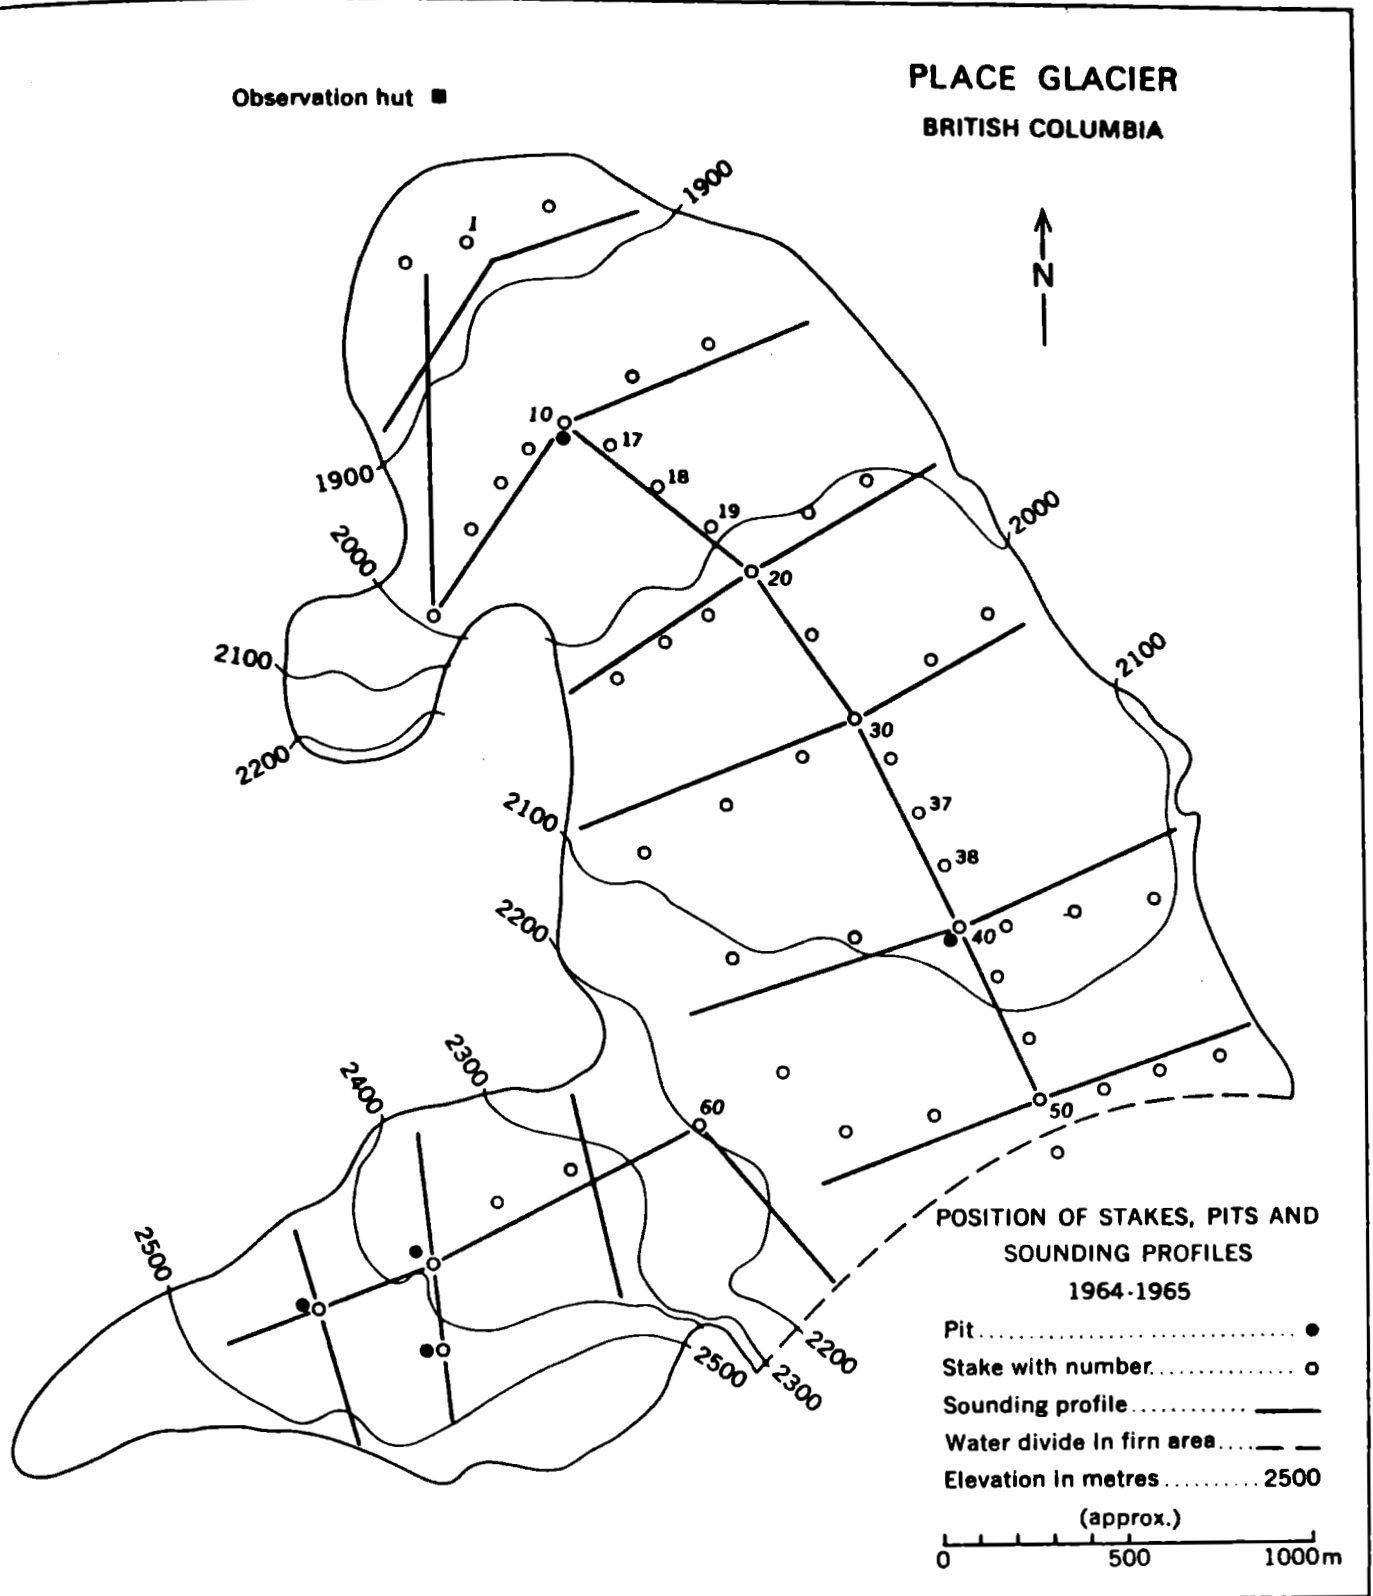 PLACE GLACIER
BRITISH COLUMBIA
Observation hut
N
1900
1
10
17
18
19
1900
2000
2000
20
2100
2200
2100
30
2100
37
38
2200
40
2300
2400
50
60
2500
2500
2300
2200
POSITION OF STAKES, PITS AND
SOUNDING PROFILES
1964-1965
Pit
Stake with number
Sounding profile
Water divide in firn area
Elevation in metres 2500
(approx.)
0 500 1000m